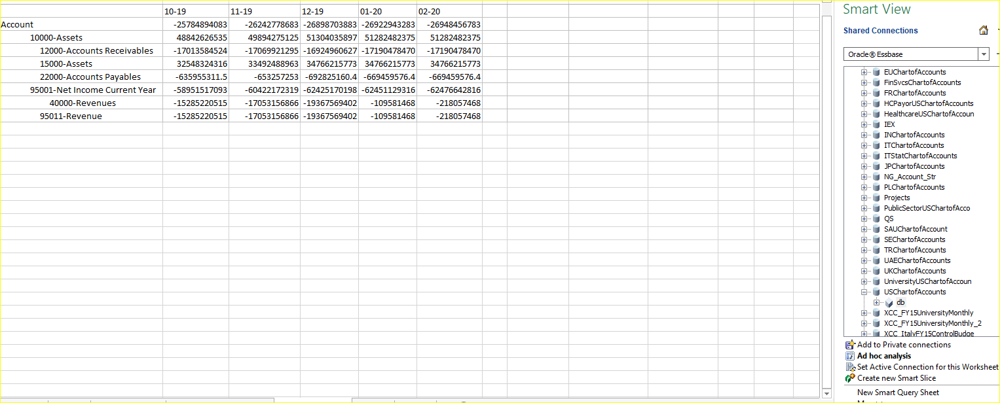 10-19 11-19 12-19 01-20 02-20
Account -25784894083 -26242778683 -26898703883 -26922943283 -26948456783
10000-Assets 48842626535 49894275125 51304035897 51282482375 51282482375
12000-Accounts Receivables -17013584524 -17069921295 -16924960627 -17190478470 -17190478470
15000-Assets 32548324316 33492488963 34766215773 34766215773 34766215773
22000-Accounts Payables -635955311.5 -653257253 -692825160.4 -669459576.4 -669459576.4
95001-Net Income Current Year -58951517093 -60422172319 -62425170198 -62451129316 -62476642816
40000-Revenues -15285220515 -17053156866 -19367569402 -109581468 -218057468
95011-Revenue -15285220515 -17053156866 -19367569402 -109581468 -218057468
Smart View
Shared Connections
Oracle® Essbase
EUChartofAccounts
FinSvcsChartofAccounts
FRChartofAccounts
HCPayorUSChartofAccounts
HealthcareUSChartofAccoun
IEX
INChartofAccounts
ITChartofAccounts
ITStatChartofAccounts
JPChartofAccounts
NG_Account_Str
PLChartofAccounts
Projects
PublicSectorUSChartofAcco
QS
SAUChartofAccount
SEChartofAccounts
TRChartofAccounts
UAEChartofAccounts
UKChartofAccounts
UniversityUSChartofAccoun
USChartofAccounts
db
XCC_FY15UniversityMonthly
XCC_FY15UniversityMonthly_2
XCC_ItalyFY15ControlBudge
Add to Private connections
Ad hoc analysis
Set Active Connection for this Worksheet
Create new Smart Slice
New Smart Query Sheet